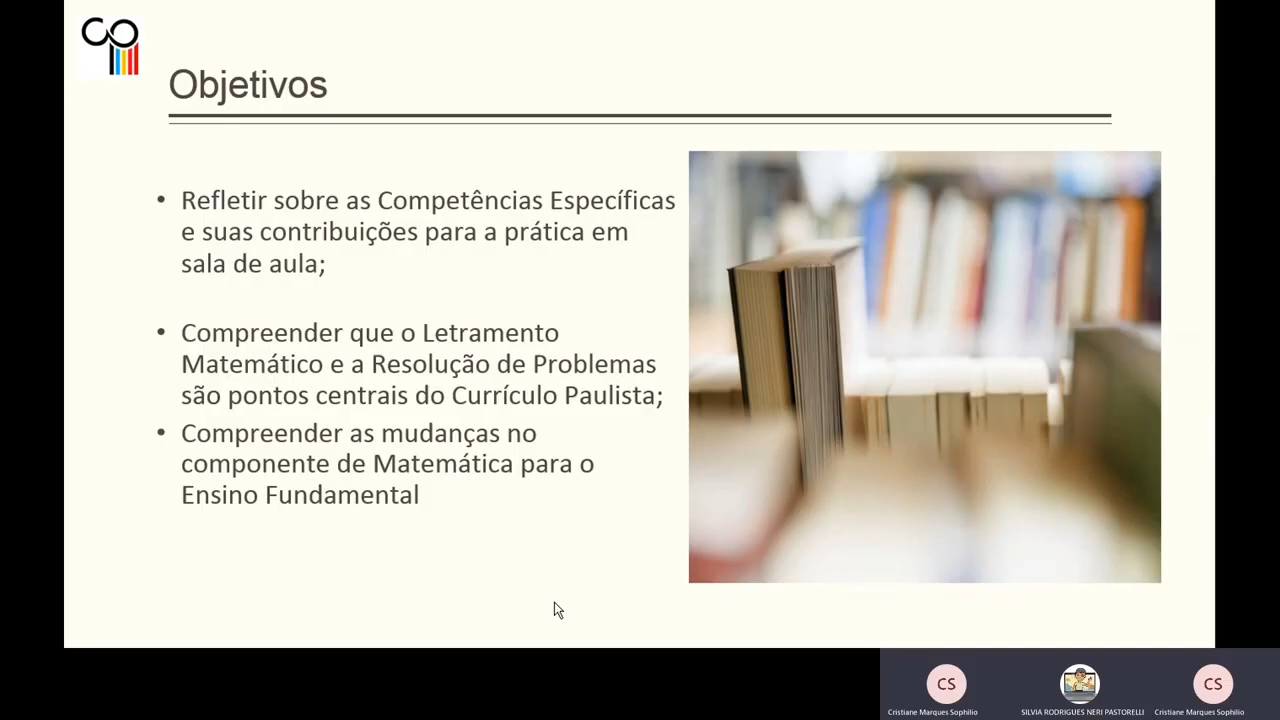 Objetivos
• Refletir sobre as Competências Específicas
e suas contribuições para a prática em
sala de aula;
• Compreender que o Letramento
Matemático e a Resolução de Problemas
são pontos centrais do Currículo Paulista;
• Compreender as mudanças no
componente de Matemática para o
Ensino Fundamental
CS
CS
Cristiane Marques Sophilio
SILVIA RODRIGUES NERI PASTORELLI
Cristiane Marques Sophilio